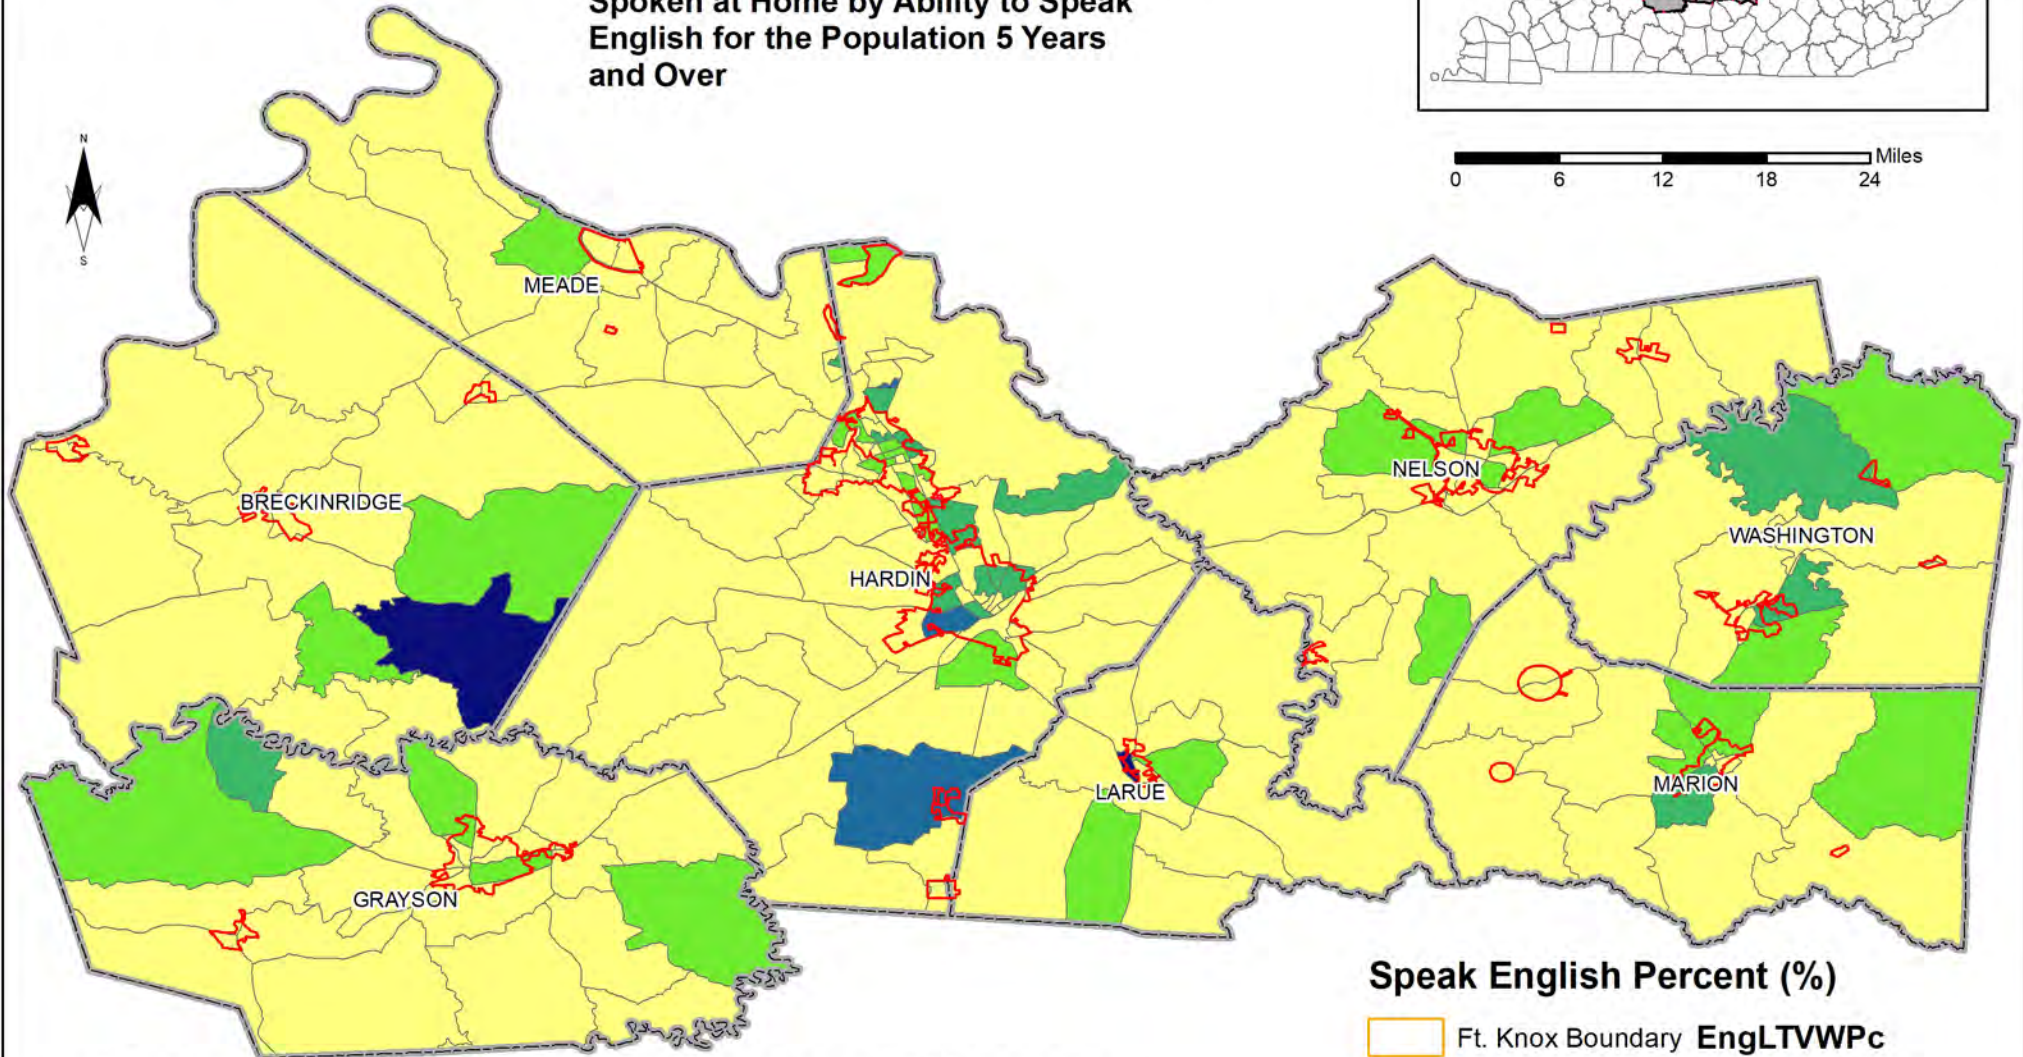 Spoken at Home by Ability to Speak
English for the Population 5 Years
and Over
N
S
Miles
0 6 12 18 24
MEADE
BRECKINRIDGE
NELSON
WASHINGTON
HARDIN
LARUE
MARION
GRAYSON
Speak English Percent (%)
Ft. Knox Boundary EngLTVWPc